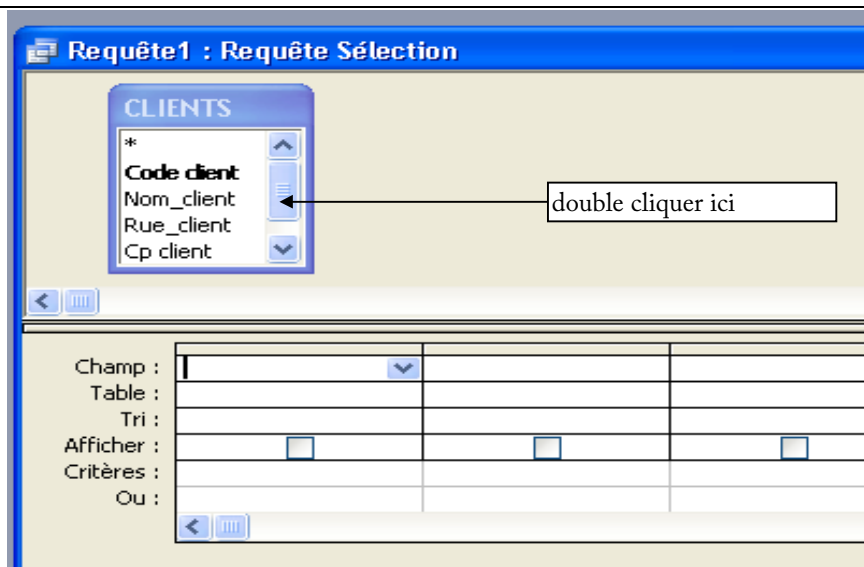 Requête1 : Requête Sélection
CLIENTS
*
Code client
Nom_client
double cliquer ici
Rue_client
Cp client
Champ :
Table :
Tri :
Afficher :
Critères :
Ou :